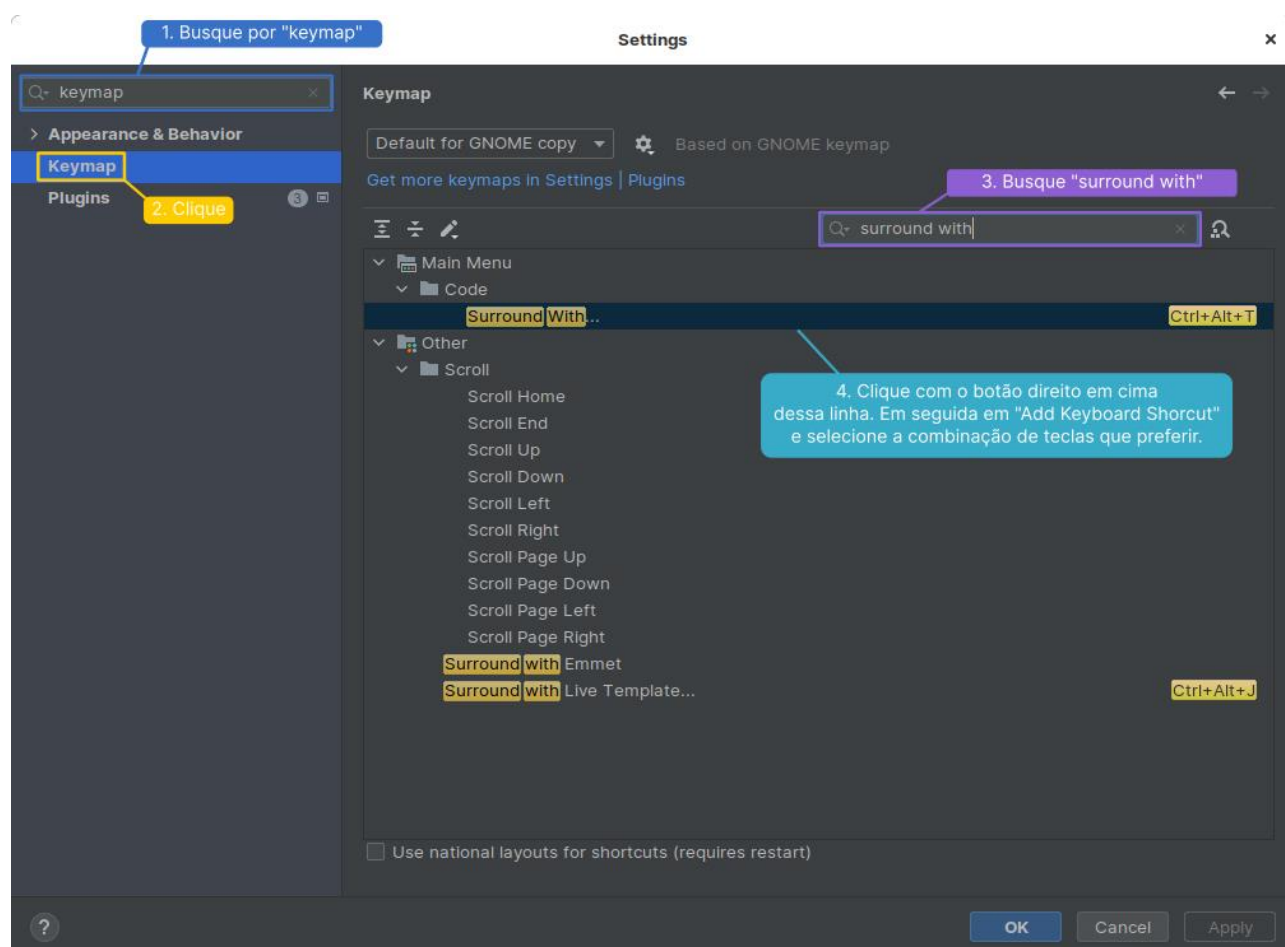 1. Busque por "keymap"
Settings
keymap
Keymap
Appearance & Behavior
Keymap
Plugins
3
2. Clique
Default for GNOME copy
Based on GNOME keymap
Get more keymaps in Settings | Plugins
3. Busque "surround with"
surround with
Main Menu
Code
Surround With...
Ctrl+Alt+T
Other
Scroll
Scroll Home
Scroll End
Scroll Up
Scroll Down
Scroll Left
Scroll Right
Scroll Page Up
Scroll Page Down
Scroll Page Left
Scroll Page Right
Surround with Emmet
Surround with Live Template...
Ctrl+Alt+J
4. Clique com o botão direito em cima
dessa linha. Em seguida em "Add Keyboard Shorcut"
e selecione a combinação de teclas que preferir.
Use national layouts for shortcuts (requires restart)
?
OK
Cancel
Apply